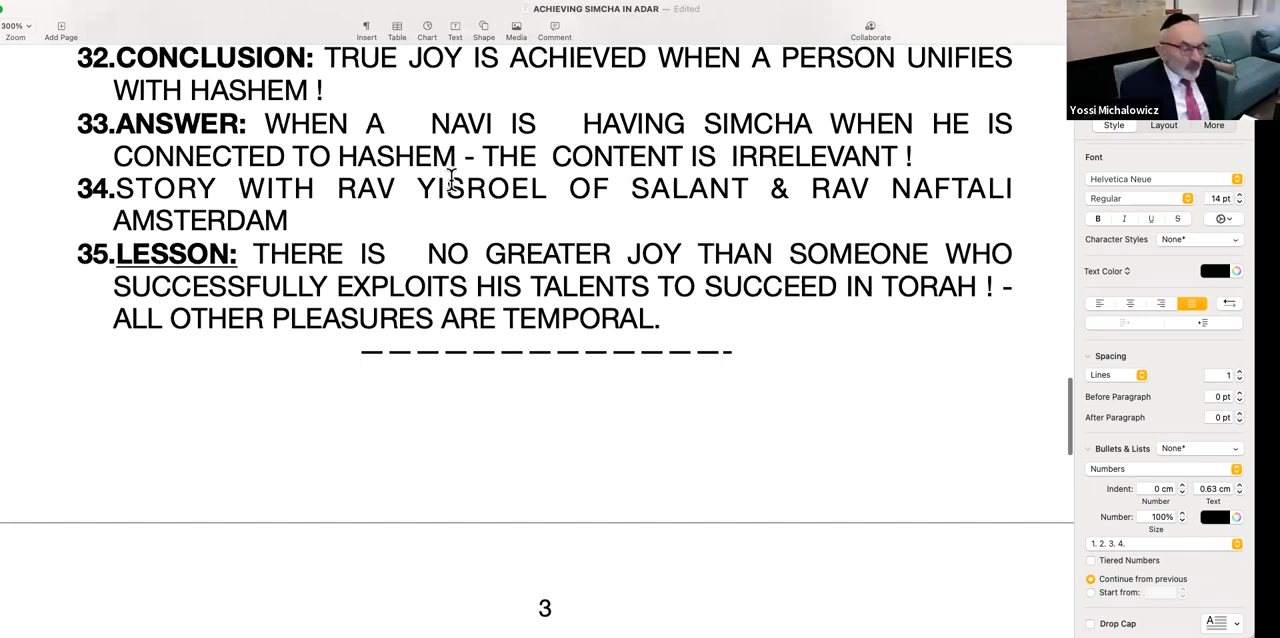 ACHIEVING SIMCHA IN ADAR — Edited
300%
Zoom
Add Page
Insert
Table
Chart
Text
Shape
Media
Comment
Collaborate
32.CONCLUSION: TRUE JOY IS ACHIEVED WHEN A PERSON UNIFIES
WITH HASHEM !
33.ANSWER: WHEN A NAVI IS HAVING SIMCHA WHEN HE IS
CONNECTED TO HASHEM - THE CONTENT IS IRRELEVANT !
34.STORY WITH RAV YISROEL OF SALANT & RAV NAFTALI
AMSTERDAM
35.LESSON: THERE IS NO GREATER JOY THAN SOMEONE WHO
SUCCESSFULLY EXPLOITS HIS TALENTS TO SUCCEED IN TORAH ! -
ALL OTHER PLEASURES ARE TEMPORAL.
— — — — — — — — — — — — — -
3
Yossi Michalowicz
Style Layout More
Font
Helvetica Neue
Regular 14 pt
B I U S
Character Styles None*
Text Color
Spacing
Lines 1
Before Paragraph 0 pt
After Paragraph 0 pt
Bullets & Lists None*
Numbers
Indent: 0 cm 0.63 cm
Number Text
Number: 100%
Size
1. 2. 3. 4.
Tiered Numbers
Continue from previous
Start from:
Drop Cap